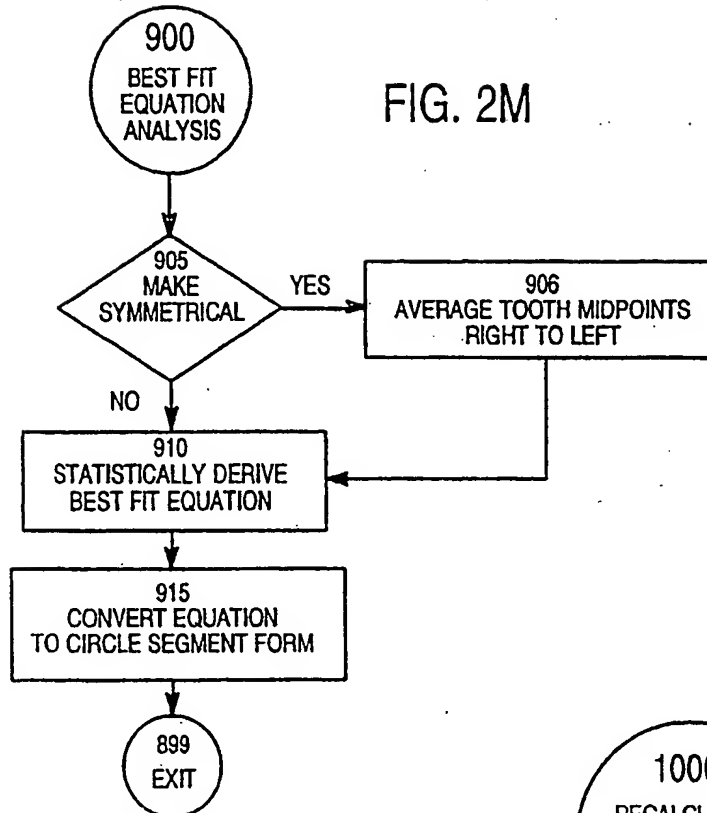 900
BEST FIT
EQUATION
ANALYSIS
FIG. 2M
905
MAKE
SYMMETRICAL
YES
906
AVERAGE TOOTH MIDPOINTS
RIGHT TO LEFT
NO
910
STATISTICALLY DERIVE
BEST FIT EQUATION
915
CONVERT EQUATION
TO CIRCLE SEGMENT FORM
899
EXIT